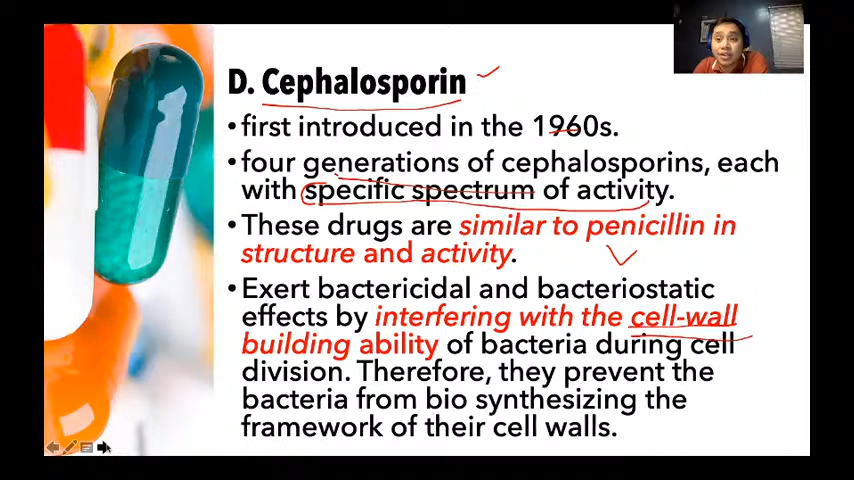 D. Cephalosporin
• first introduced in the 1960s.
• four generations of cephalosporins, each
with specific spectrum of activity.
• These drugs are similar to penicillin in
structure and activity.
• Exert bactericidal and bacteriostatic
effects by interfering with the cell-wall
building ability of bacteria during cell
division. Therefore, they prevent the
bacteria from bio synthesizing the
framework of their cell walls.